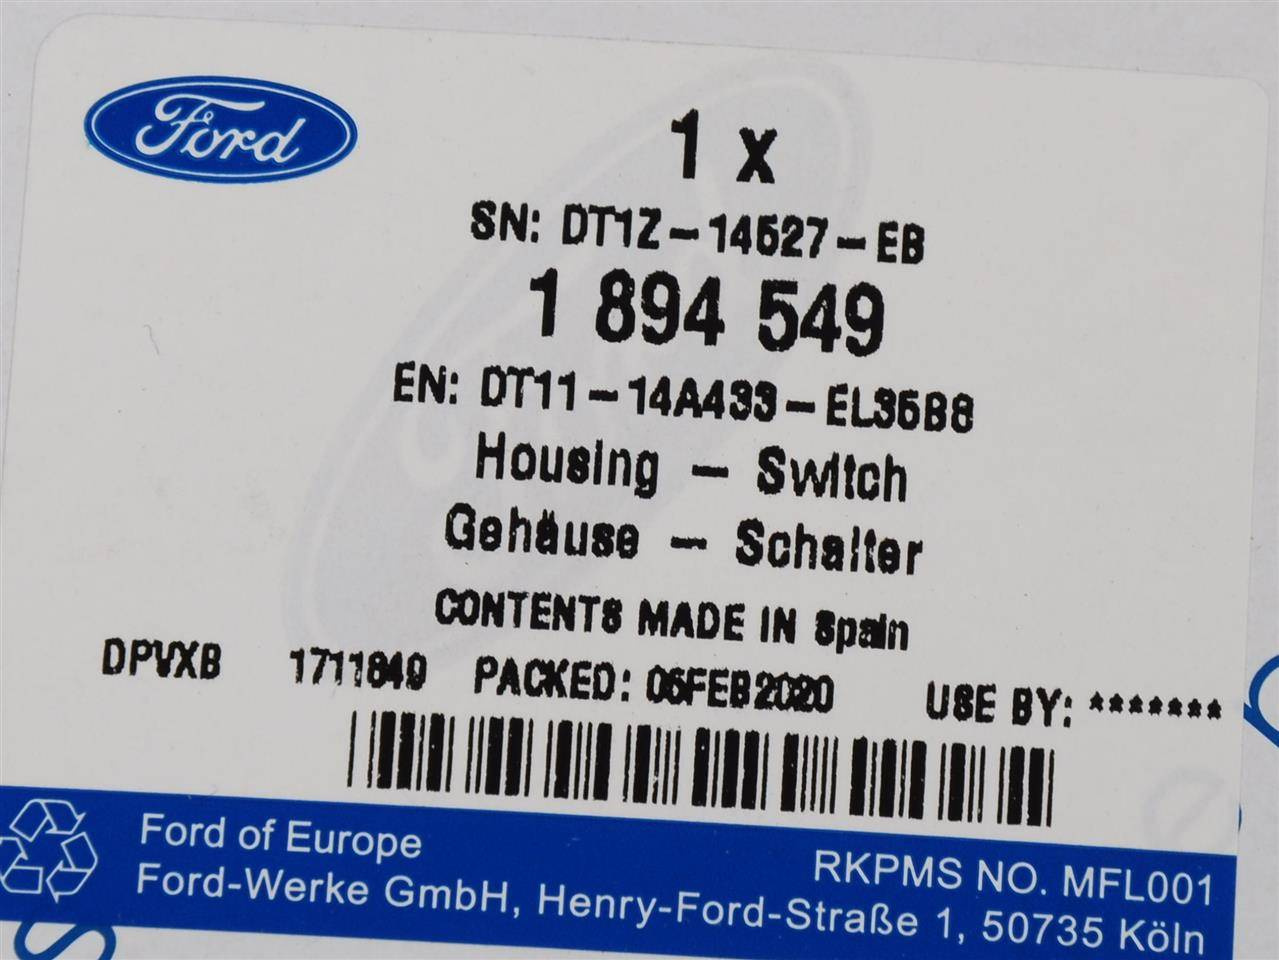 Ford
1 x
SN: DT1Z-14527-EB
1 894 549
EN: DT11-14A433-EL35B8
Housing - Switch
Gehäuse - Schalter
CONTENTS MADE IN Spain
DPVXB 1711849 PACKED: 05FEB2020 USE BY: *******
Ford of Europe
RKPMS NO. MFL001
Ford-Werke GmbH, Henry-Ford-Straße 1, 50735 Köln